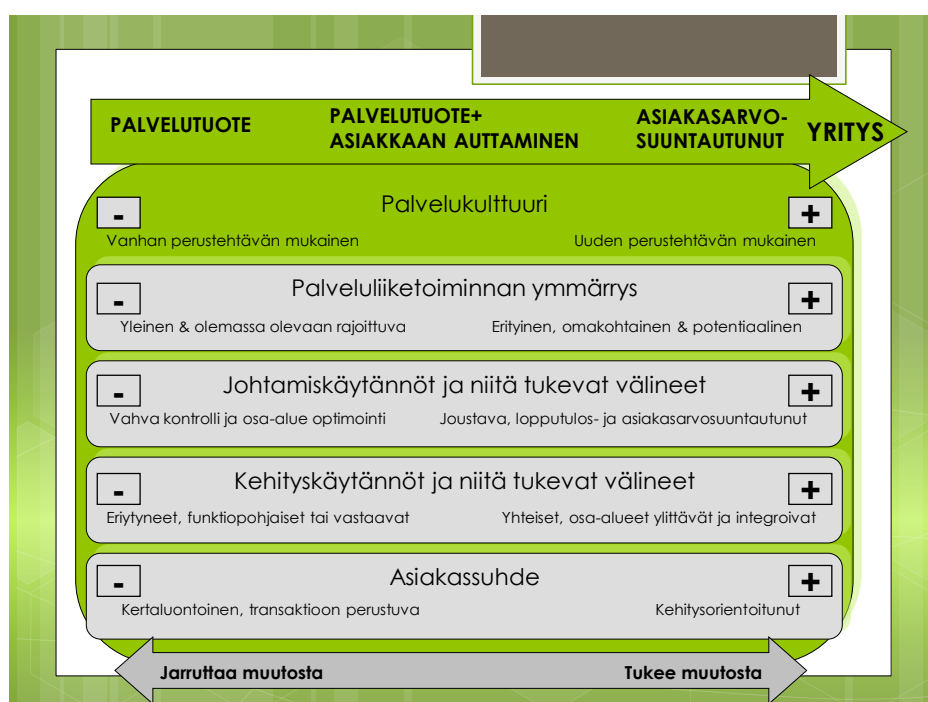 PALVELUTUOTE
PALVELUTUOTE+
ASIAKKAAN AUTTAMINEN
ASIAKASARVO-
SUUNTAUTUNUT
YRITYS
Palvelukulttuuri
- +
Vanhan perustehtävän mukainen Uuden perustehtävän mukainen
Palveluliiketoiminnan ymmärrys
- +
Yleinen & olemassa olevaan rajoittuva Erityinen, omakohtainen & potentiaalinen
Johtamiskäytännöt ja niitä tukevat välineet
- +
Vahva kontrolli ja osa-alue optimointi Joustava, lopputulos- ja asiakasarvosuuntautunut
Kehityskäytännöt ja niitä tukevat välineet
- +
Eriytyneet, funktiopohjaiset tai vastaavat Yhteiset, osa-alueet ylittävät ja integroivat
Asiakassuhde
- +
Kertaluontoinen, transaktioon perustuva Kehitysorientoitunut
Jarruttaa muutosta Tukee muutosta